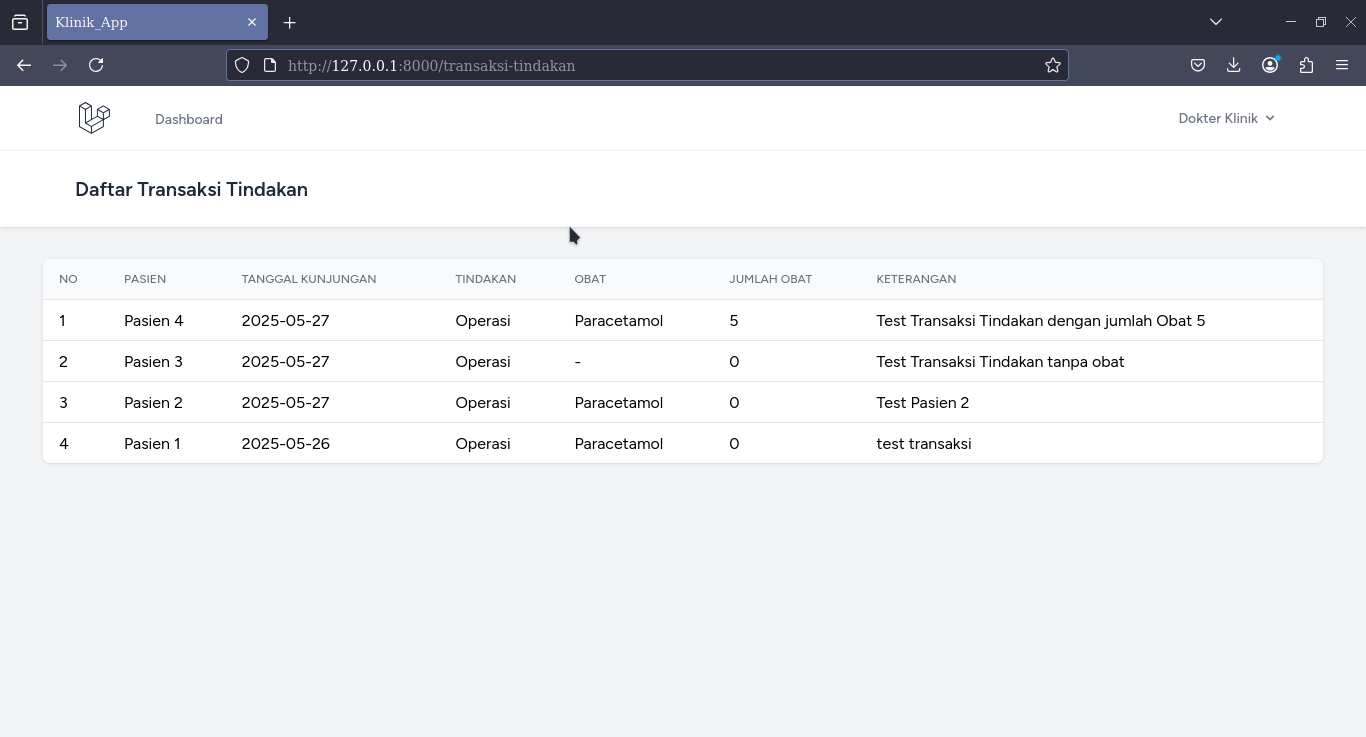 Klinik_App
http://127.0.0.1:8000/transaksi-tindakan
Dashboard
Dokter Klinik
Daftar Transaksi Tindakan
NO PASIEN TANGGAL KUNJUNGAN TINDAKAN OBAT JUMLAH OBAT KETERANGAN
1 Pasien 4 2025-05-27 Operasi Paracetamol 5 Test Transaksi Tindakan dengan jumlah Obat 5
2 Pasien 3 2025-05-27 Operasi - 0 Test Transaksi Tindakan tanpa obat
3 Pasien 2 2025-05-27 Operasi Paracetamol 0 Test Pasien 2
4 Pasien 1 2025-05-26 Operasi Paracetamol 0 test transaksi